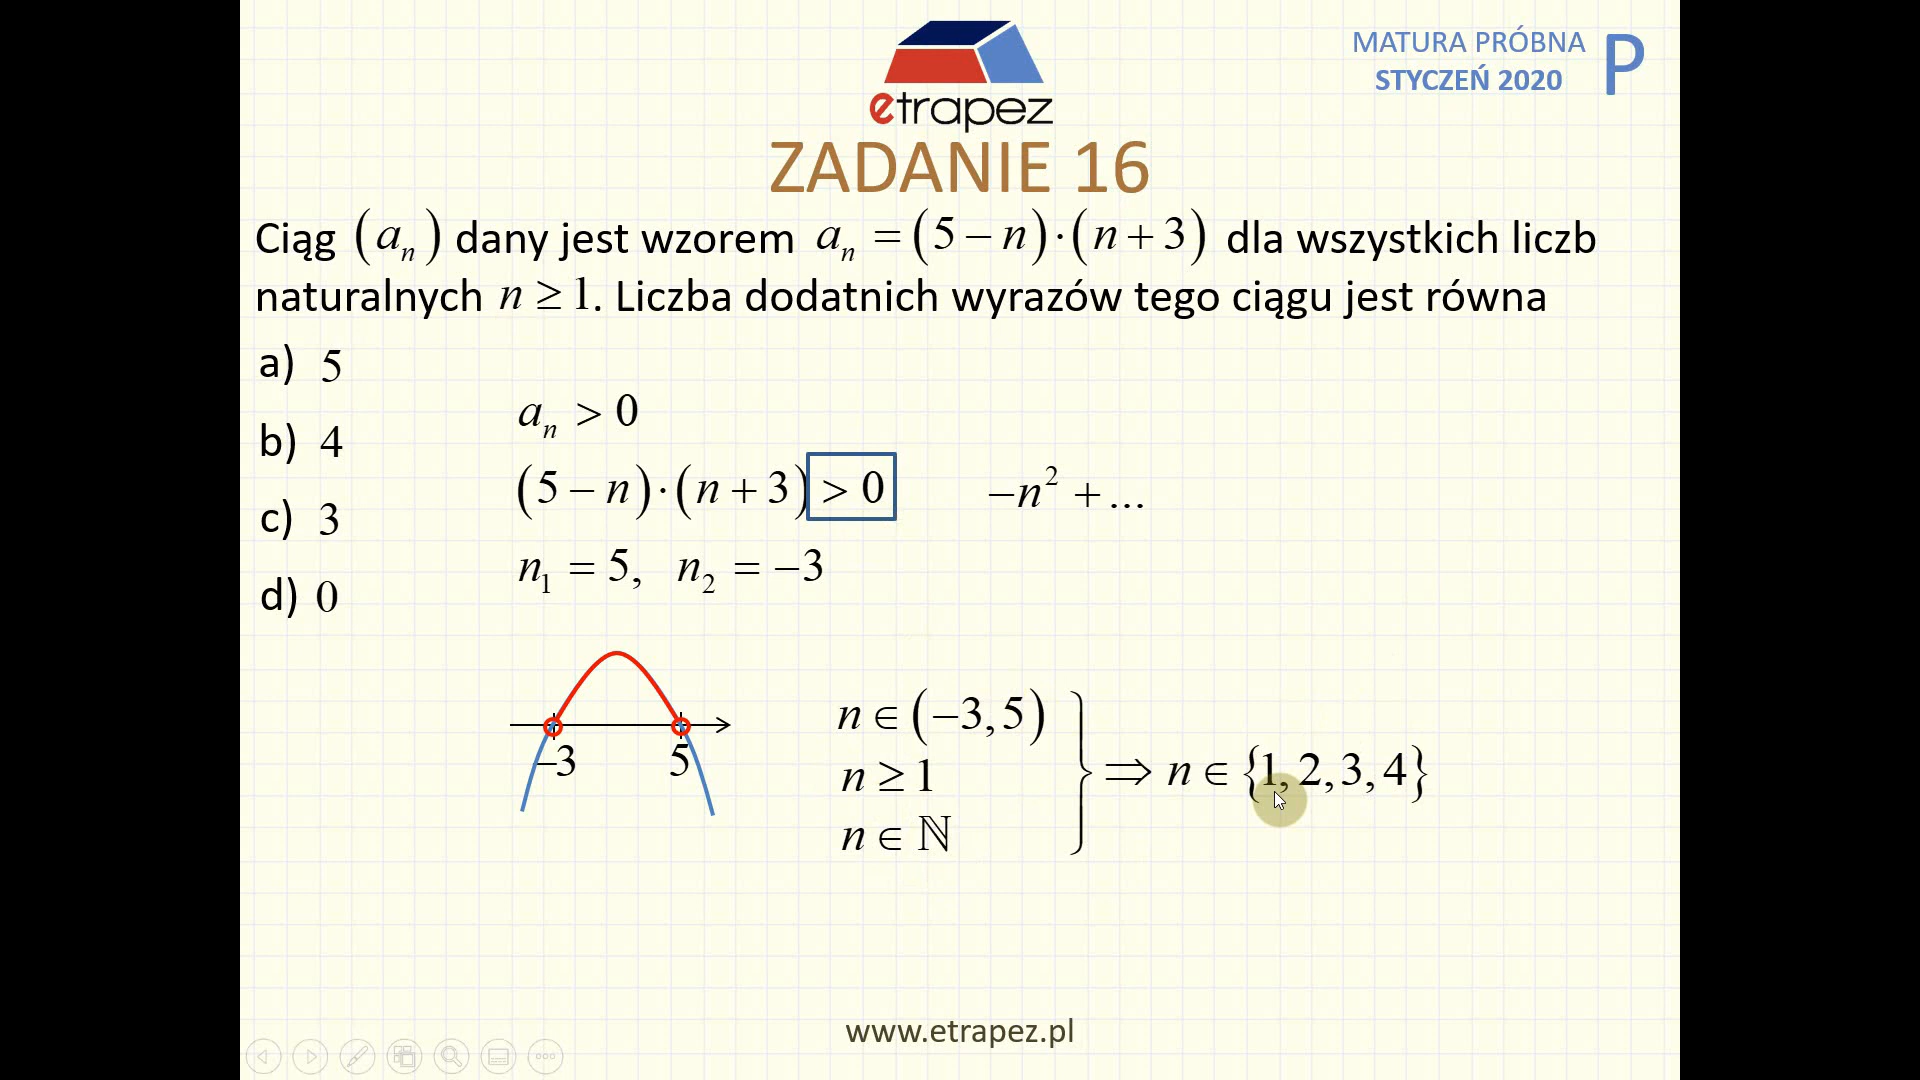 MATURA PRÓBNA
STYCZEŃ 2020 P
etrapez
ZADANIE 16
Ciąg (aₙ) dany jest wzorem aₙ = (5 − n)·(n + 3) dla wszystkich liczb
naturalnych n ≥ 1. Liczba dodatnich wyrazów tego ciągu jest równa
a) 5
b) 4
c) 3
d) 0
aₙ > 0
(5 − n)·(n + 3) > 0
−n² + ...
n₁ = 5, n₂ = −3
−3 5
n ∈ (−3, 5)
n ≥ 1
n ∈ ℕ
⇒ n ∈ {1, 2, 3, 4}
www.etrapez.pl